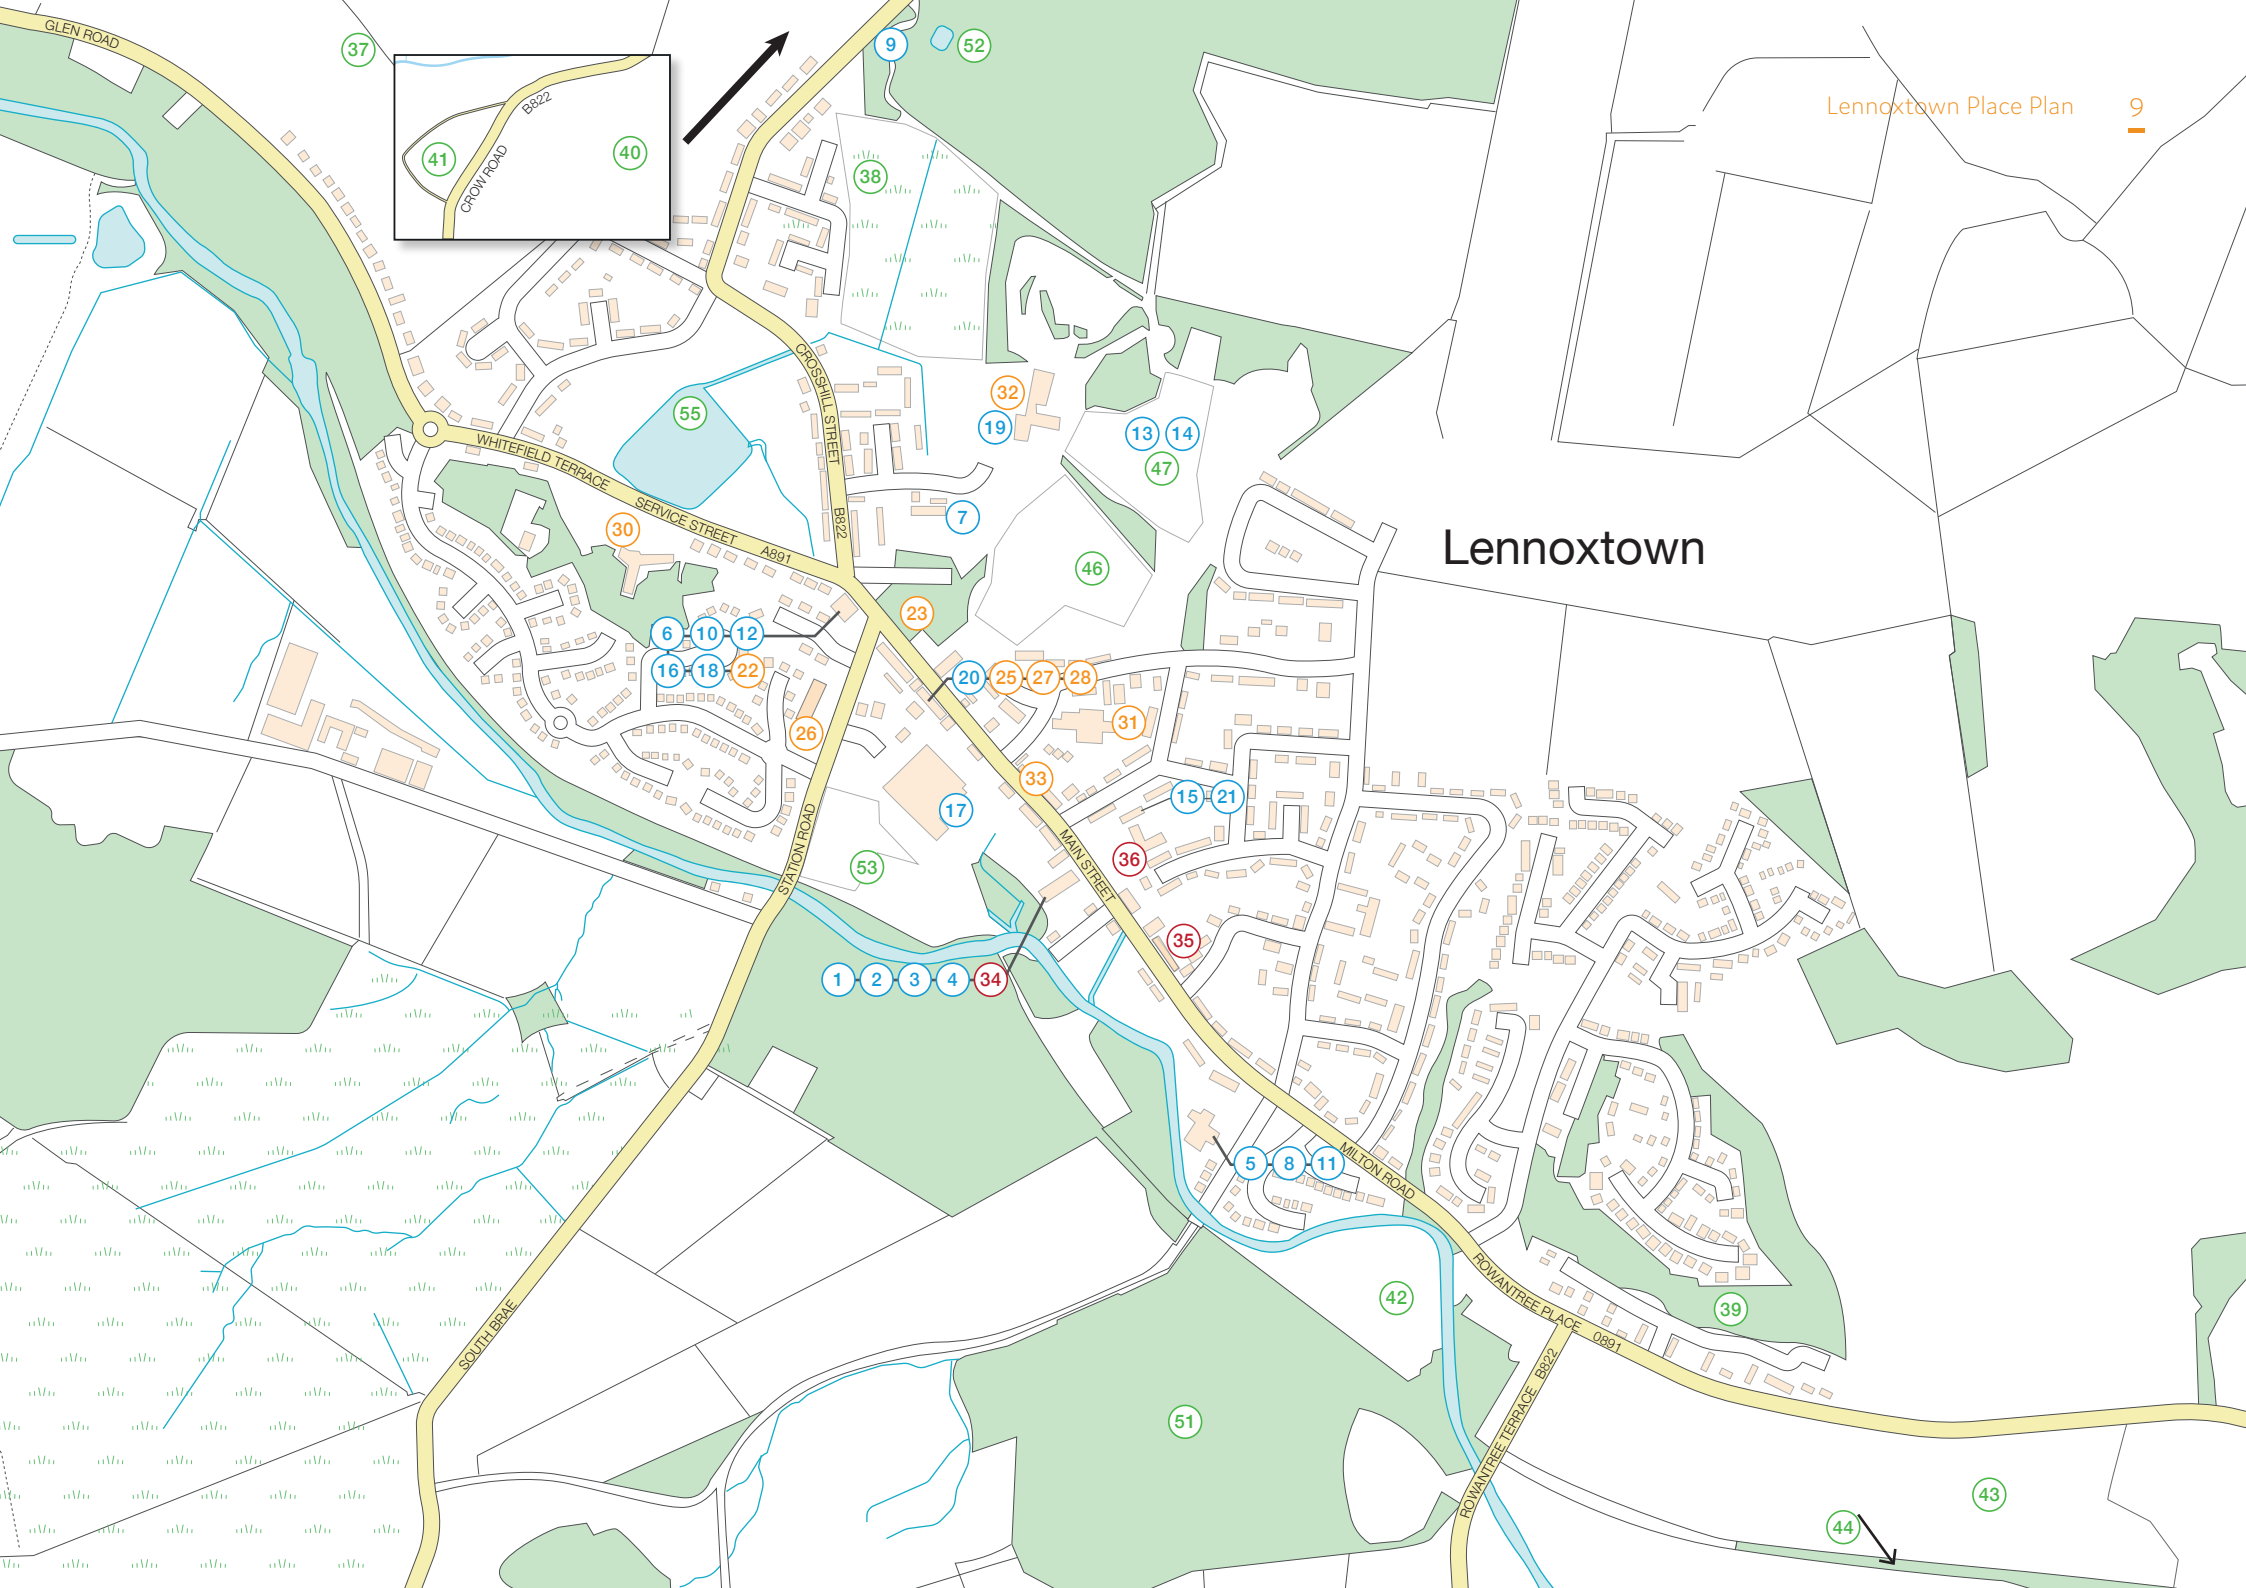 GLEN ROAD
37
9
52
B822
41
40
CROW ROAD
Lennoxtown Place Plan 9
38
CROSSHILL STREET
B822
55
32
19
13 14
47
WHITEFIELD TERRACE
SERVICE STREET
A891
30
7
Lennoxtown
46
23
6 10 12
16 18 22
20 25 27 28
26
31
33
17
15 21
STATION ROAD
MAIN STREET
53
36
35
1 2 3 4 34
5 8 11
MILTON ROAD
SOUTH BRAE
42
ROWANTREE PLACE
0891
39
ROWANTREE TERRACE B822
51
43
44